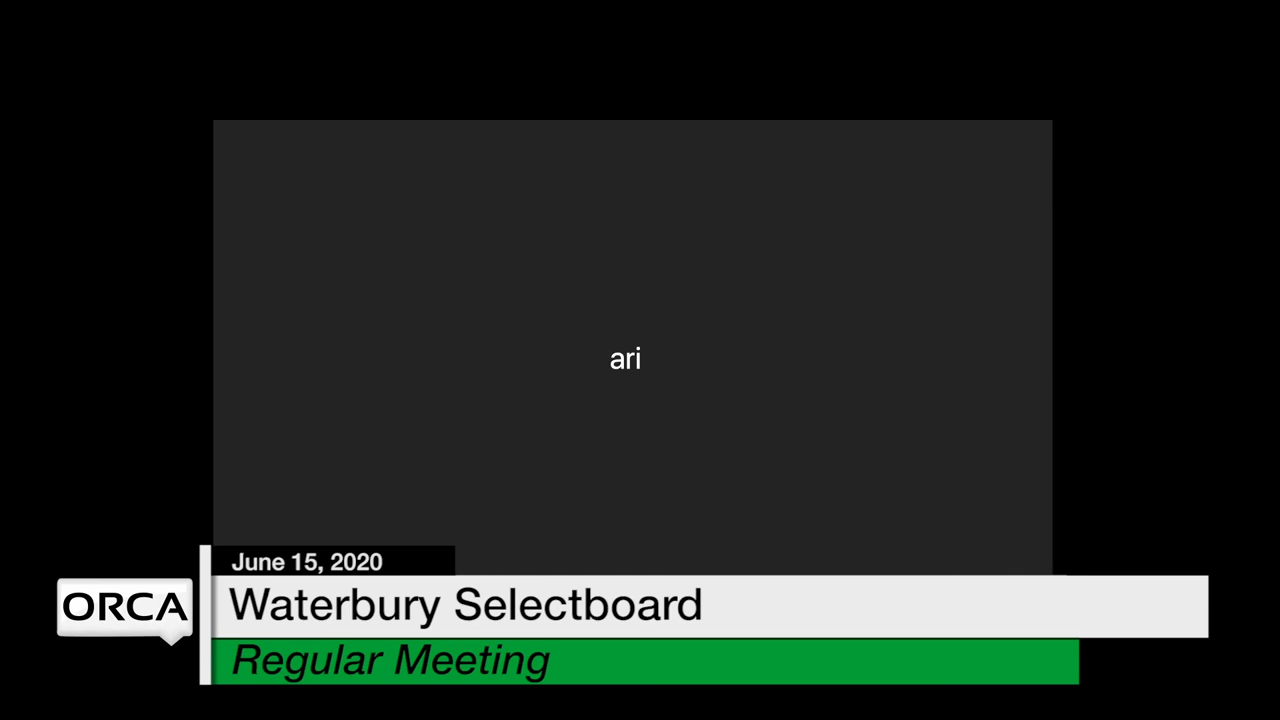 ari
June 15, 2020
ORCA
Waterbury Selectboard
Regular Meeting